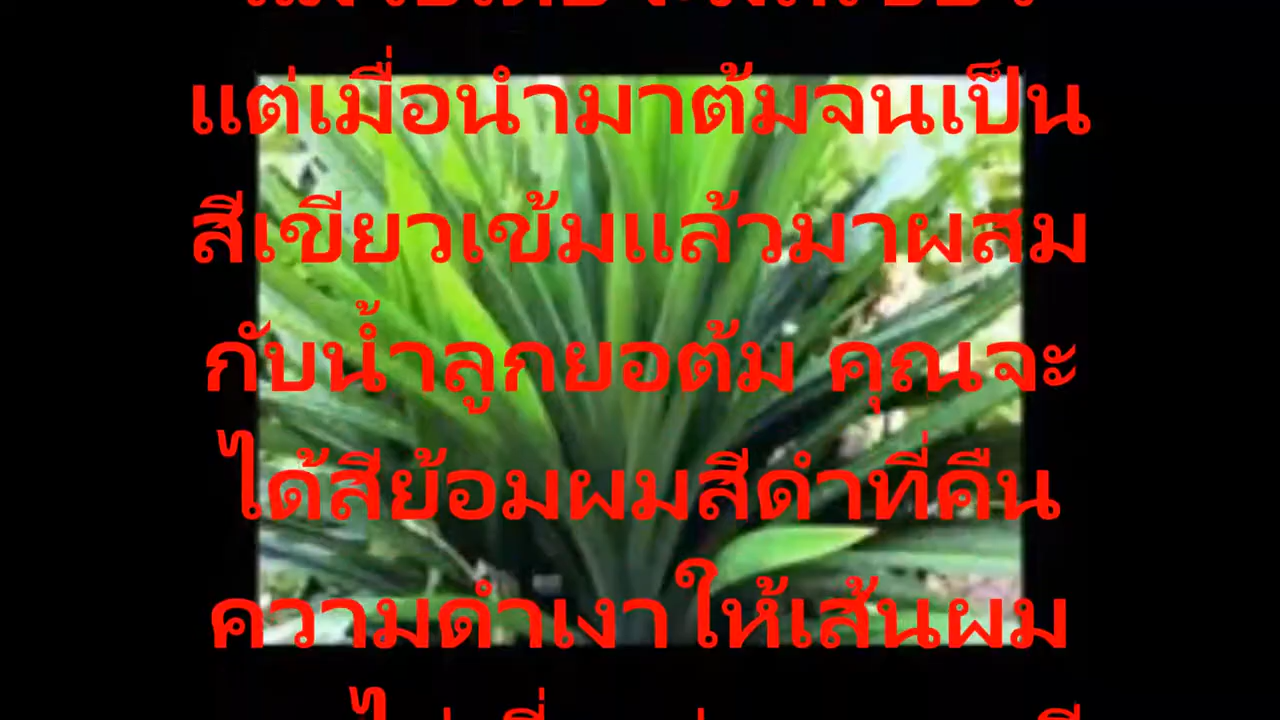 แต่เมื่อนำมาต้มจนเป็น
สีเขียวเข้มแล้วมาผสม
กับน้ำลูกยอต้ม คุณจะ
ได้สีย้อมผมสีดำที่คืน
ความดำเงาให้เส้นผม